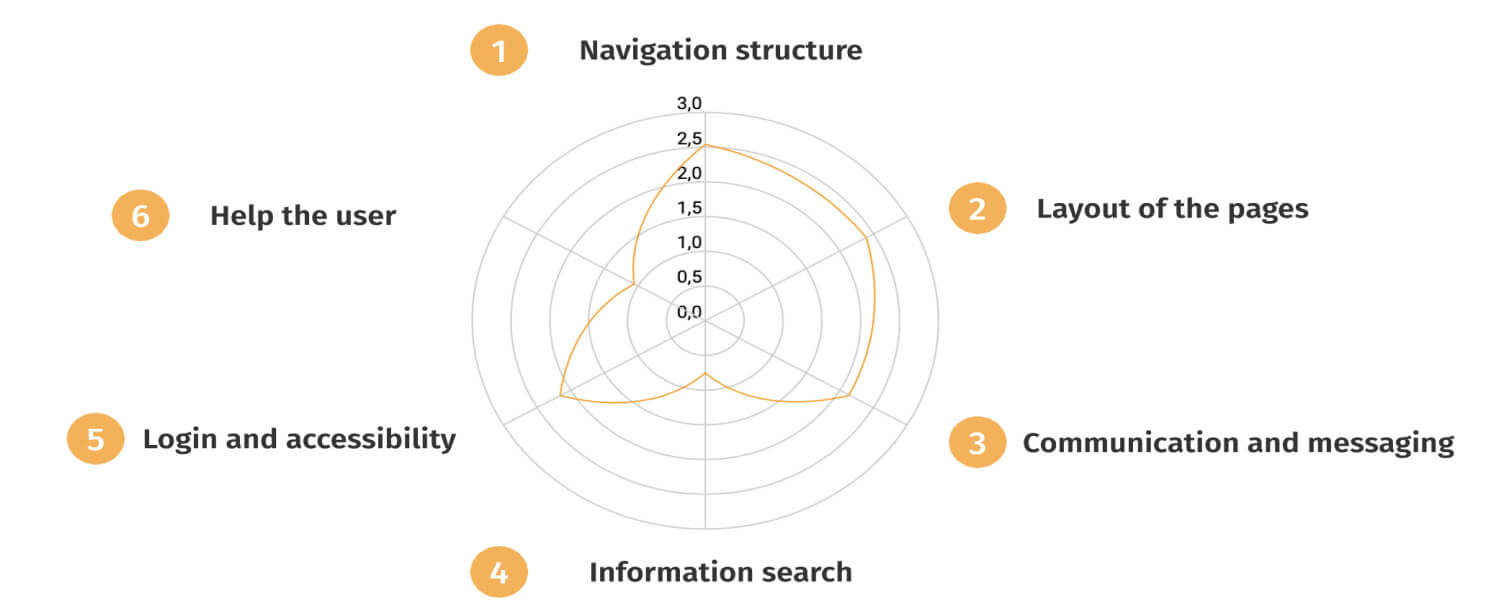 1 Navigation structure
3,0
2,5
2,0
1,5
1,0
0,5
0,0
2 Layout of the pages
3 Communication and messaging
4 Information search
5 Login and accessibility
6 Help the user